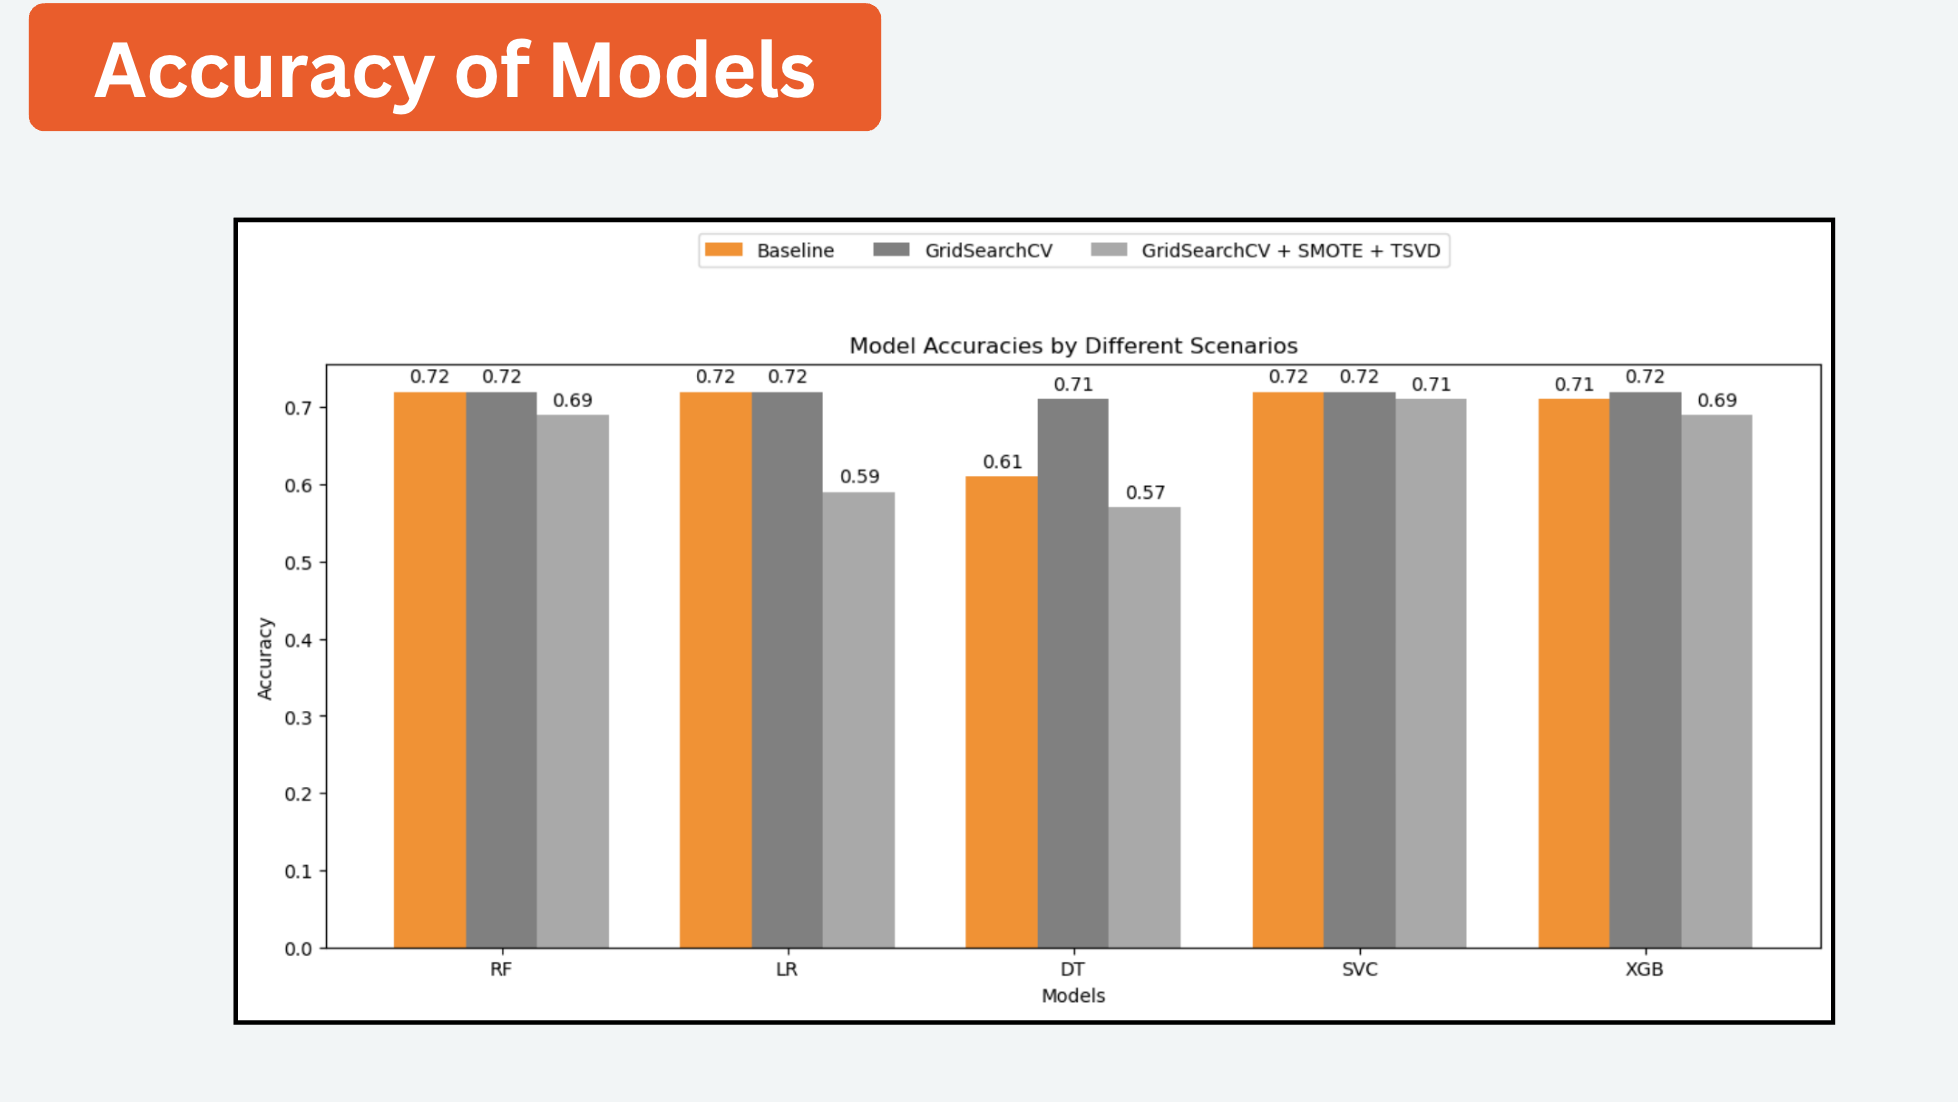 Accuracy of Models
Baseline GridSearchCV GridSearchCV + SMOTE + TSVD
Model Accuracies by Different Scenarios
0.72 0.72 0.69 0.72 0.72 0.59 0.61 0.71 0.57 0.72 0.72 0.71 0.71 0.72 0.69
0.7
0.6
0.5
0.4
0.3
0.2
0.1
0.0
Accuracy
RF LR DT SVC XGB
Models